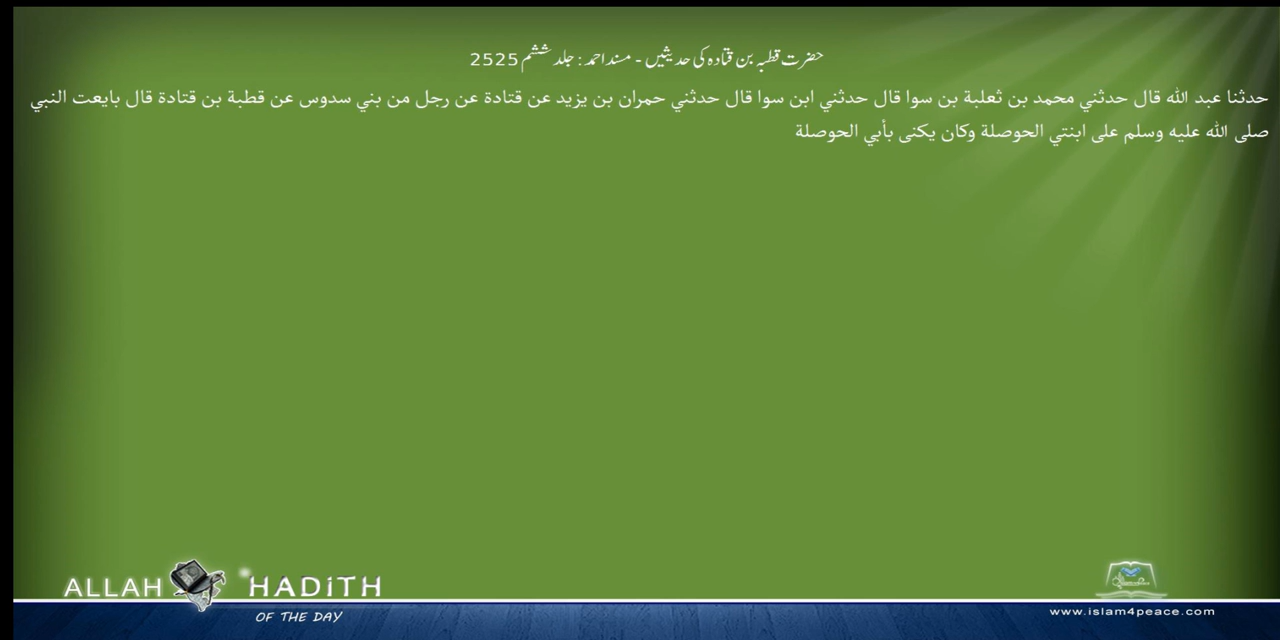 حضرت قطبہ بن قتادہ کی حدیثیں - مسند احمد : جلد ششم 2525
حدثنا عبد الله قال حدثني محمد بن ثعلبة بن سوا قال حدثني ابن سوا قال حدثني حمران بن يزيد عن قتادة عن رجل من بني سدوس عن قطبة بن قتادة قال بايعت النبي
صلى الله عليه وسلم على ابنتي الحوصلة وكان يكنى بأبي الحوصلة
ALLAH HADITH
OF THE DAY
www.islam4peace.com